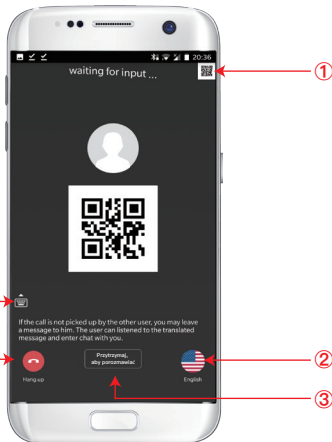 20:36
waiting for input ...
①
If the call is not picked up by the other user, you may leave
a message to him. The user can listened to the translated
message and enter chat with you.
Przytrzymaj,
aby porozmawiać
②
Hang up
English
③